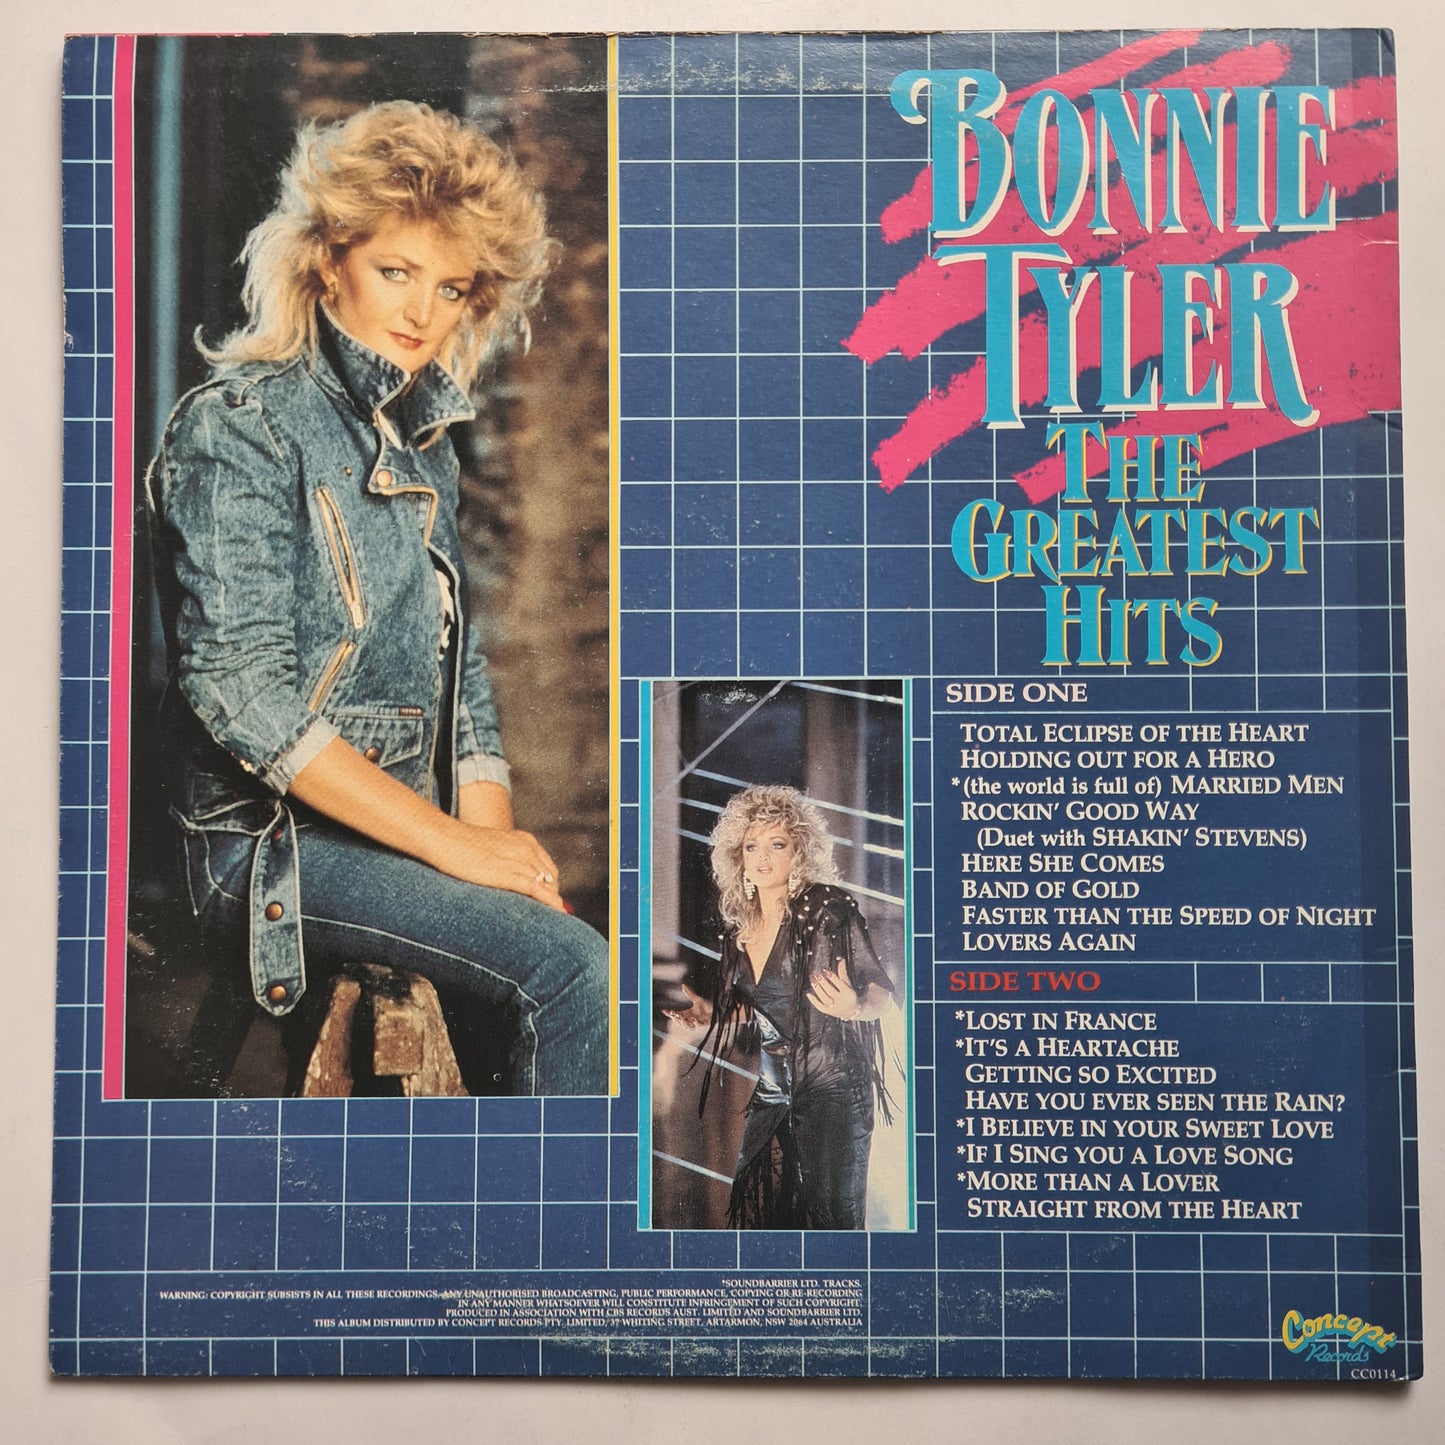 BONNIE
TYLER
THE
GREATEST
HITS
SIDE ONE
TOTAL ECLIPSE OF THE HEART
HOLDING OUT FOR A HERO
*(the world is full of) MARRIED MEN
ROCKIN' GOOD WAY
(Duet with SHAKIN' STEVENS)
HERE SHE COMES
BAND OF GOLD
FASTER THAN THE SPEED OF NIGHT
LOVERS AGAIN
SIDE TWO
*LOST IN FRANCE
*IT'S A HEARTACHE
GETTING SO EXCITED
HAVE YOU EVER SEEN THE RAIN?
*I BELIEVE IN YOUR SWEET LOVE
*IF I SING YOU A LOVE SONG
*MORE THAN A LOVER
STRAIGHT FROM THE HEART
*SOUNDBARRIER LTD. TRACKS.
WARNING: COPYRIGHT SUBSISTS IN ALL THESE RECORDINGS. ANY UNAUTHORISED BROADCASTING, PUBLIC PERFORMANCE, COPYING OR RE-RECORDING
IN ANY MANNER WHATSOEVER WILL CONSTITUTE INFRINGEMENT OF SUCH COPYRIGHT.
PRODUCED IN ASSOCIATION WITH CBS RECORDS AUST. LIMITED AND SOUNDBARRIER LTD.
THIS ALBUM DISTRIBUTED BY CONCEPT RECORDS PTY. LIMITED, 37 WHITING STREET, ARTARMON, NSW 2064 AUSTRALIA
Concept
Records
CC0114